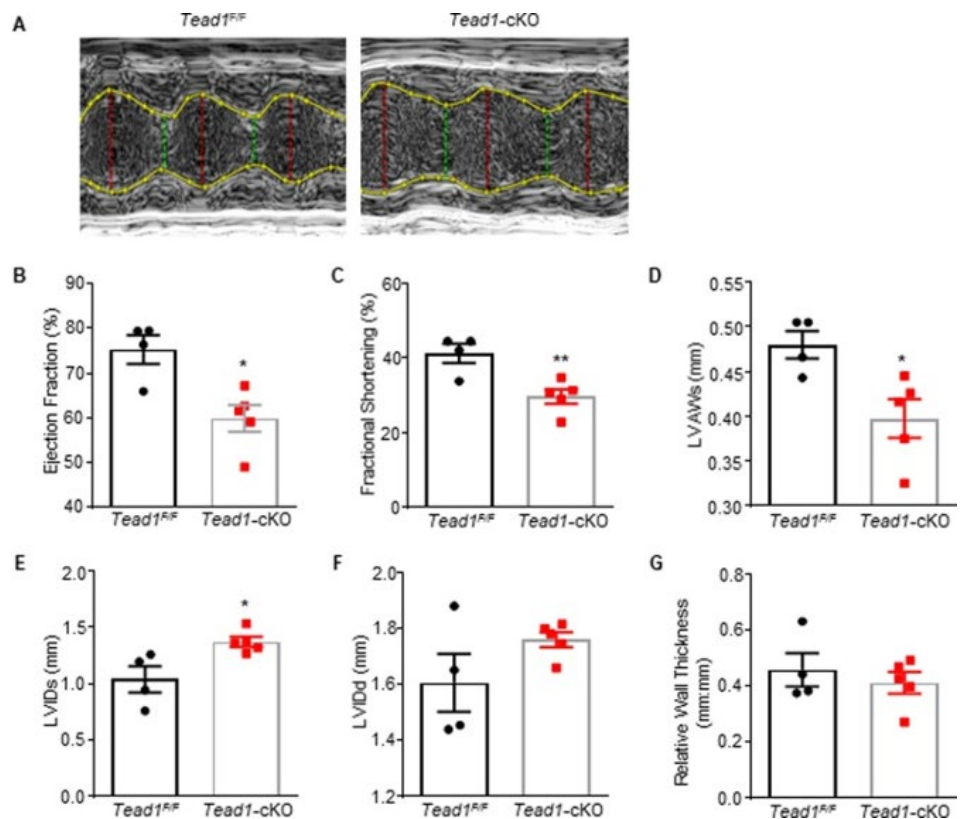 Tead1F/F Tead1-cKO
A
B C D
Ejection Fraction (%)
90
80
70
60
50
40
*
Tead1F/F Tead1-cKO
Fractional Shortening (%)
60
40
20
0
**
Tead1F/F Tead1-cKO
LVAWs (mm)
0.55
0.50
0.45
0.40
0.35
0.30
*
Tead1F/F Tead1-cKO
E F G
LVIDs (mm)
2.0
1.5
1.0
0.5
0.0
*
Tead1F/F Tead1-cKO
LVIDd (mm)
2.0
1.8
1.6
1.4
1.2
Tead1F/F Tead1-cKO
Relative Wall Thickness
(mm:mm)
0.8
0.6
0.4
0.2
0.0
Tead1F/F Tead1-cKO